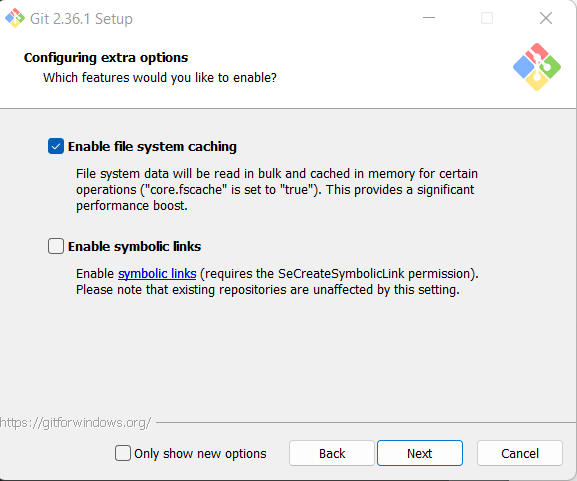 Git 2.36.1 Setup
Configuring extra options
Which features would you like to enable?
Enable file system caching
File system data will be read in bulk and cached in memory for certain
operations ("core.fscache" is set to "true"). This provides a significant
performance boost.
Enable symbolic links
Enable symbolic links (requires the SeCreateSymbolicLink permission).
Please note that existing repositories are unaffected by this setting.
https://gitforwindows.org/
Only show new options
Back
Next
Cancel